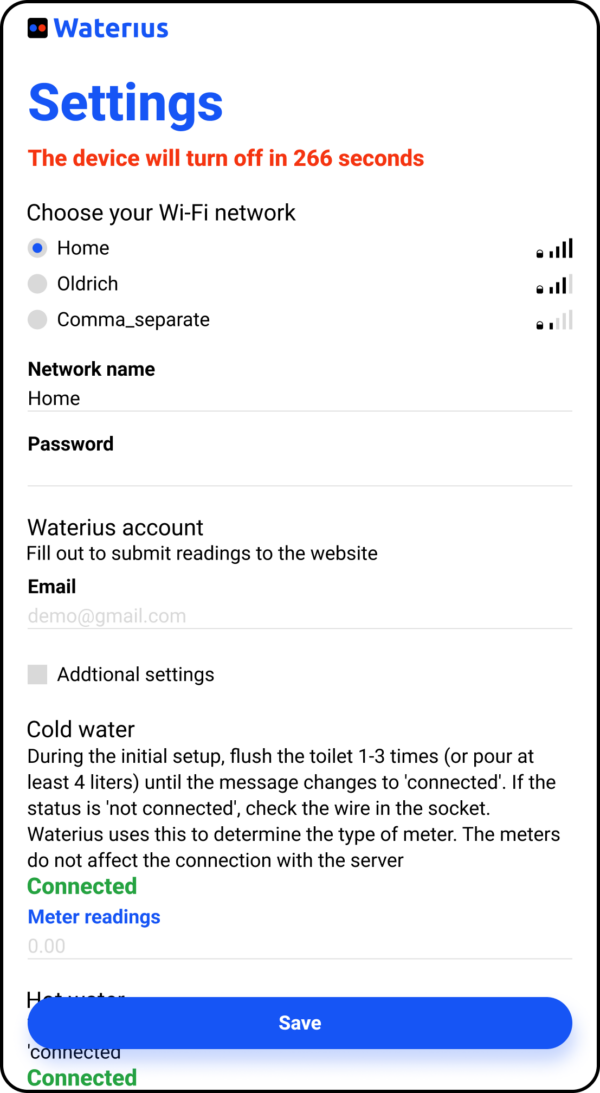 Waterius
Settings
The device will turn off in 266 seconds
Choose your Wi-Fi network
Home
Oldrich
Comma_separate
Network name
Home
Password
Waterius account
Fill out to submit readings to the website
Email
demo@gmail.com
Addtional settings
Cold water
During the initial setup, flush the toilet 1-3 times (or pour at
least 4 liters) until the message changes to 'connected'. If the
status is 'not connected', check the wire in the socket.
Waterius uses this to determine the type of meter. The meters
do not affect the connection with the server
Connected
Meter readings
0.00
Hot water
Save
'connected
Connected